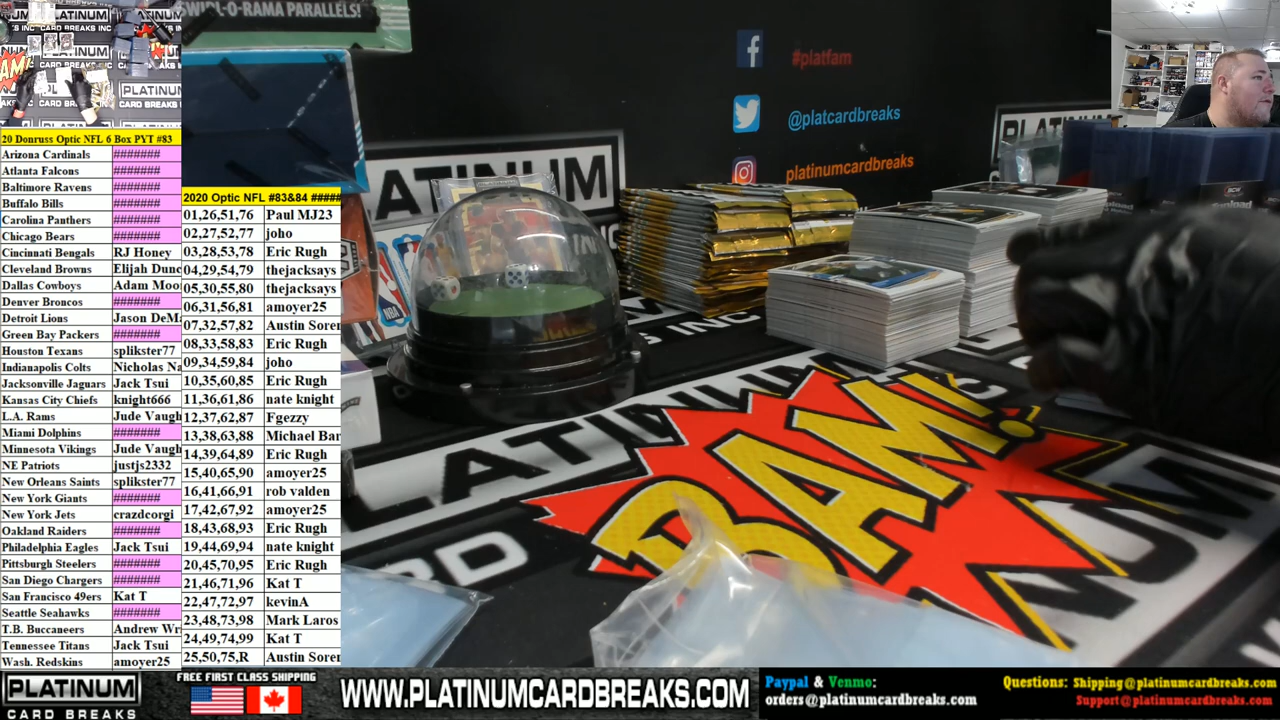 SWIRL-O-RAMA PARALLELS!
#platfam
@platcardbreaks
platinumcardbreaks
PLATINUM
BAM!
NBA
20 Donruss Optic NFL 6 Box PYT #83
Arizona Cardinals #######
Atlanta Falcons #######
Baltimore Ravens #######
Buffalo Bills #######
Carolina Panthers #######
Chicago Bears #######
Cincinnati Bengals RJ Honey
Cleveland Browns Elijah Dunc
Dallas Cowboys Adam Moo
Denver Broncos #######
Detroit Lions Jason DeMa
Green Bay Packers #######
Houston Texans splikster77
Indianapolis Colts Nicholas Na
Jacksonville Jaguars Jack Tsui
Kansas City Chiefs knight666
L.A. Rams Jude Vaugh
Miami Dolphins #######
Minnesota Vikings Jude Vaugh
NE Patriots justjs2332
New Orleans Saints splikster77
New York Giants #######
New York Jets crazdcorgi
Oakland Raiders #######
Philadelphia Eagles Jack Tsui
Pittsburgh Steelers #######
San Diego Chargers #######
San Francisco 49ers Kat T
Seattle Seahawks #######
T.B. Buccaneers Andrew Wr
Tennessee Titans Jack Tsui
Wash. Redskins amoyer25
2020 Optic NFL #83&84 #####
01,26,51,76 Paul MJ23
02,27,52,77 joho
03,28,53,78 Eric Rugh
04,29,54,79 thejacksays
05,30,55,80 thejacksays
06,31,56,81 amoyer25
07,32,57,82 Austin Soren
08,33,58,83 Eric Rugh
09,34,59,84 joho
10,35,60,85 Eric Rugh
11,36,61,86 nate knight
12,37,62,87 Fgezzy
13,38,63,88 Michael Bar
14,39,64,89 Eric Rugh
15,40,65,90 amoyer25
16,41,66,91 rob valden
17,42,67,92 amoyer25
18,43,68,93 Eric Rugh
19,44,69,94 nate knight
20,45,70,95 Eric Rugh
21,46,71,96 Kat T
22,47,72,97 kevinA
23,48,73,98 Mark Laros
24,49,74,99 Kat T
25,50,75,R Austin Soren
PLATINUM
CARD BREAKS
FREE FIRST CLASS SHIPPING
WWW.PLATINUMCARDBREAKS.COM
Paypal & Venmo:
orders@platinumcardbreaks.com
Questions: Shipping@platinumcardbreaks.com
Support@platinumcardbreaks.com